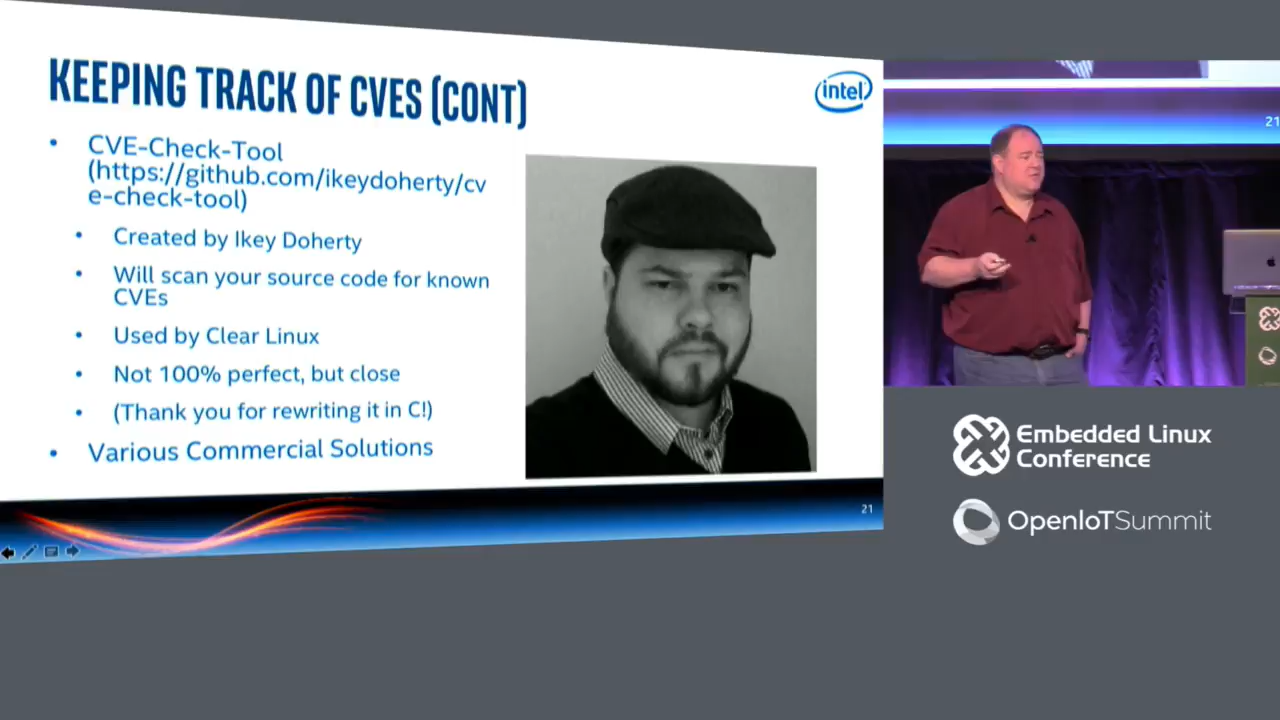 KEEPING TRACK OF CVES (CONT)
intel
• CVE-Check-Tool
(https://github.com/ikeydoherty/cv
e-check-tool)
• Created by Ikey Doherty
• Will scan your source code for known
CVEs
• Used by Clear Linux
• Not 100% perfect, but close
• (Thank you for rewriting it in C!)
• Various Commercial Solutions
21
21
Embedded Linux
Conference
OpenIoTSummit